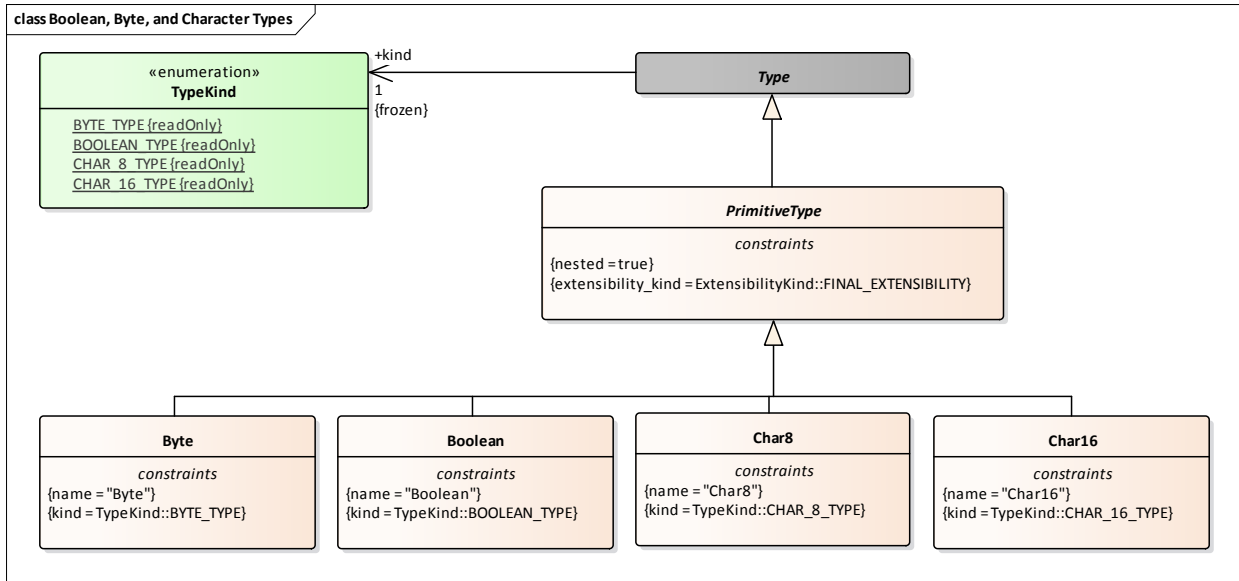 class Boolean, Byte, and Character Types
«enumeration»
TypeKind
BYTE_TYPE {readOnly}
BOOLEAN_TYPE {readOnly}
CHAR_8_TYPE {readOnly}
CHAR_16_TYPE {readOnly}
+kind
1
{frozen}
Type
PrimitiveType
constraints
{nested = true}
{extensibility_kind = ExtensibilityKind::FINAL_EXTENSIBILITY}
Byte
constraints
{name = "Byte"}
{kind = TypeKind::BYTE_TYPE}
Boolean
constraints
{name = "Boolean"}
{kind = TypeKind::BOOLEAN_TYPE}
Char8
constraints
{name = "Char8"}
{kind = TypeKind::CHAR_8_TYPE}
Char16
constraints
{name = "Char16"}
{kind = TypeKind::CHAR_16_TYPE}